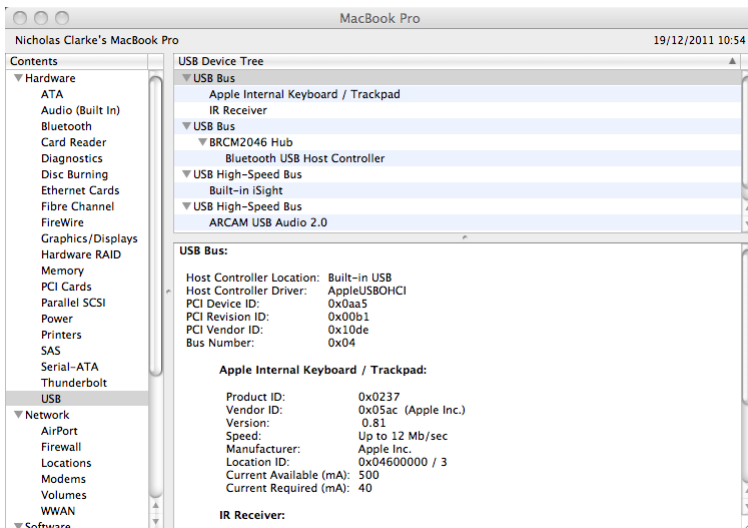 MacBook Pro
Nicholas Clarke's MacBook Pro
19/12/2011 10:54
Contents
Hardware
ATA
Audio (Built In)
Bluetooth
Card Reader
Diagnostics
Disc Burning
Ethernet Cards
Fibre Channel
FireWire
Graphics/Displays
Hardware RAID
Memory
PCI Cards
Parallel SCSI
Power
Printers
SAS
Serial-ATA
Thunderbolt
USB
Network
AirPort
Firewall
Locations
Modems
Volumes
WWAN
Software
USB Device Tree
USB Bus
Apple Internal Keyboard / Trackpad
IR Receiver
USB Bus
BRCM2046 Hub
Bluetooth USB Host Controller
USB High-Speed Bus
Built-in iSight
USB High-Speed Bus
ARCAM USB Audio 2.0
USB Bus:
Host Controller Location: Built-in USB
Host Controller Driver: AppleUSBOHCI
PCI Device ID: 0x0aa5
PCI Revision ID: 0x00b1
PCI Vendor ID: 0x10de
Bus Number: 0x04
Apple Internal Keyboard / Trackpad:
Product ID: 0x0237
Vendor ID: 0x05ac (Apple Inc.)
Version: 0.81
Speed: Up to 12 Mb/sec
Manufacturer: Apple Inc.
Location ID: 0x04600000 / 3
Current Available (mA): 500
Current Required (mA): 40
IR Receiver: